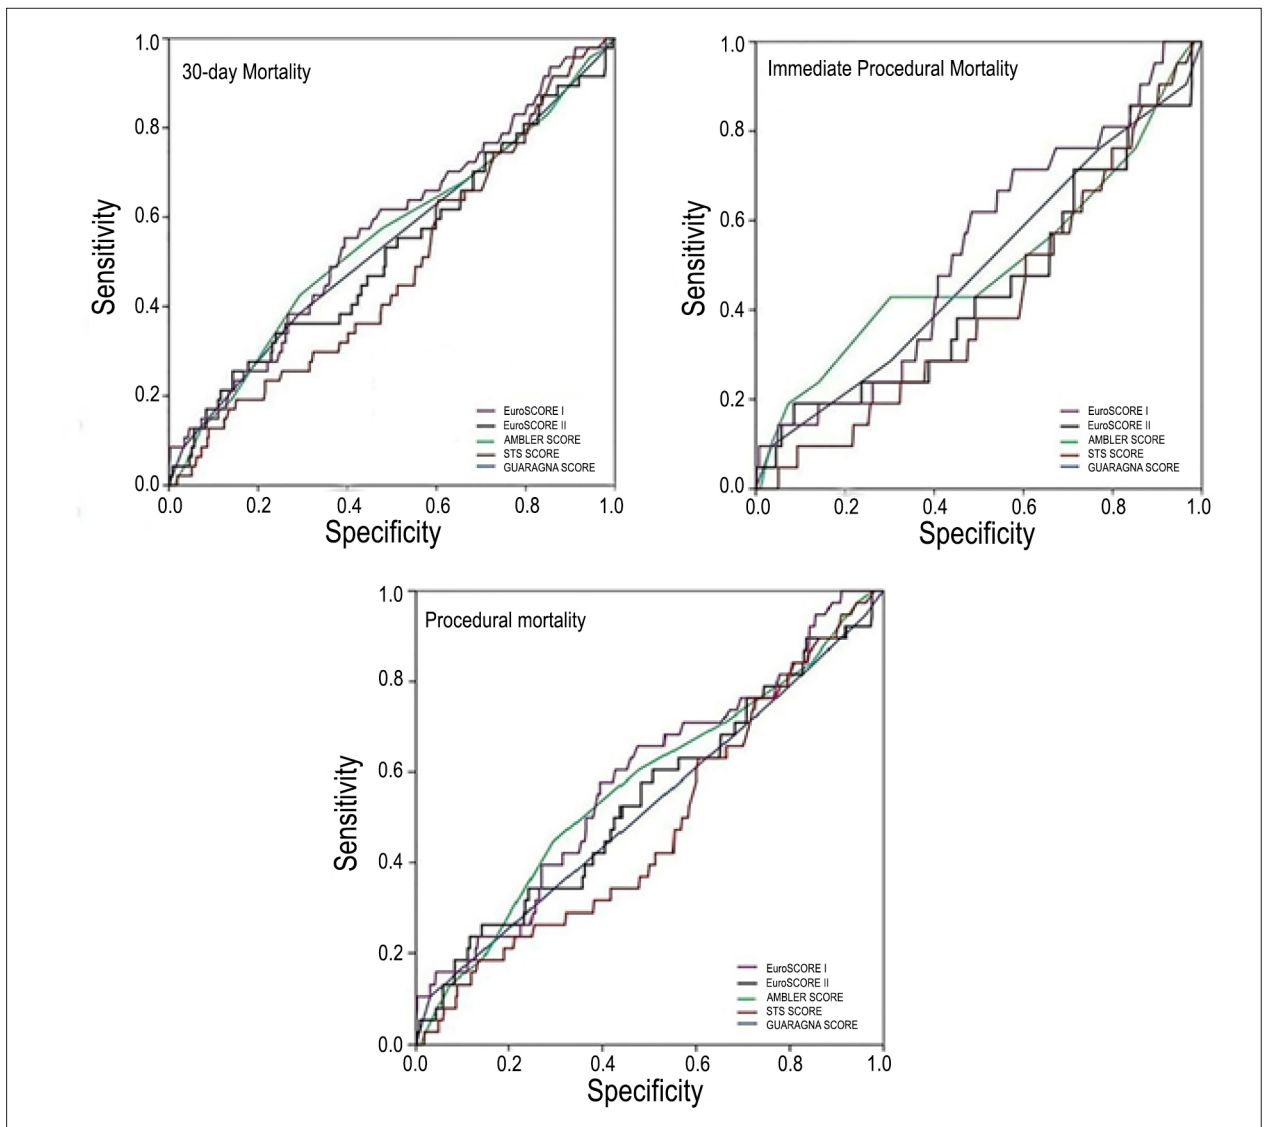 30-day Mortality
Sensitivity
1.0
0.8
0.6
0.4
0.2
0.0
EuroSCORE I
EuroSCORE II
AMBLER SCORE
STS SCORE
GUARAGNA SCORE
0.0 0.2 0.4 0.6 0.8 1.0
Specificity
Immediate Procedural Mortality
Sensitivity
1.0
0.8
0.6
0.4
0.2
0.0
EuroSCORE I
EuroSCORE II
AMBLER SCORE
STS SCORE
GUARAGNA SCORE
0.0 0.2 0.4 0.6 0.8 1.0
Specificity
Procedural mortality
Sensitivity
1.0
0.8
0.6
0.4
0.2
0.0
EuroSCORE I
EuroSCORE II
AMBLER SCORE
STS SCORE
GUARAGNA SCORE
0.0 0.2 0.4 0.6 0.8 1.0
Specificity